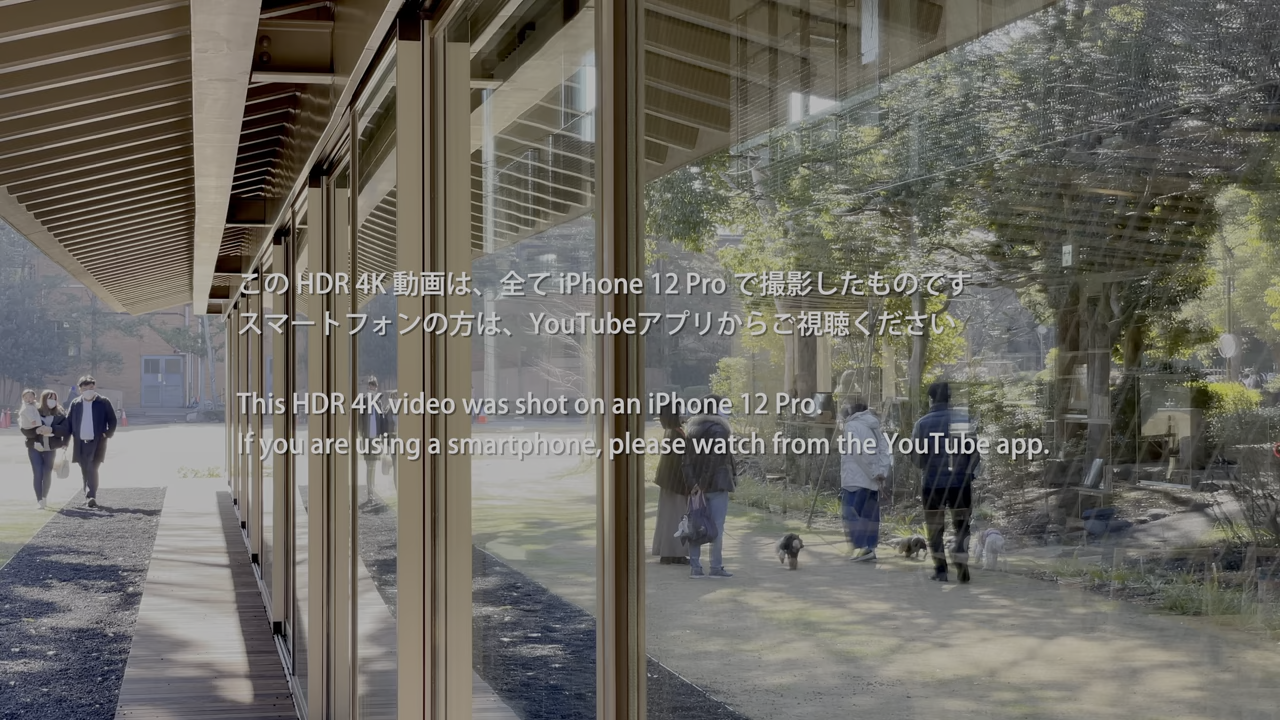 この HDR 4K 動画は、全て iPhone 12 Pro で撮影したものです
スマートフォンの方は、YouTubeアプリからご視聴ください
This HDR 4K video was shot on an iPhone 12 Pro.
If you are using a smartphone, please watch from the YouTube app.